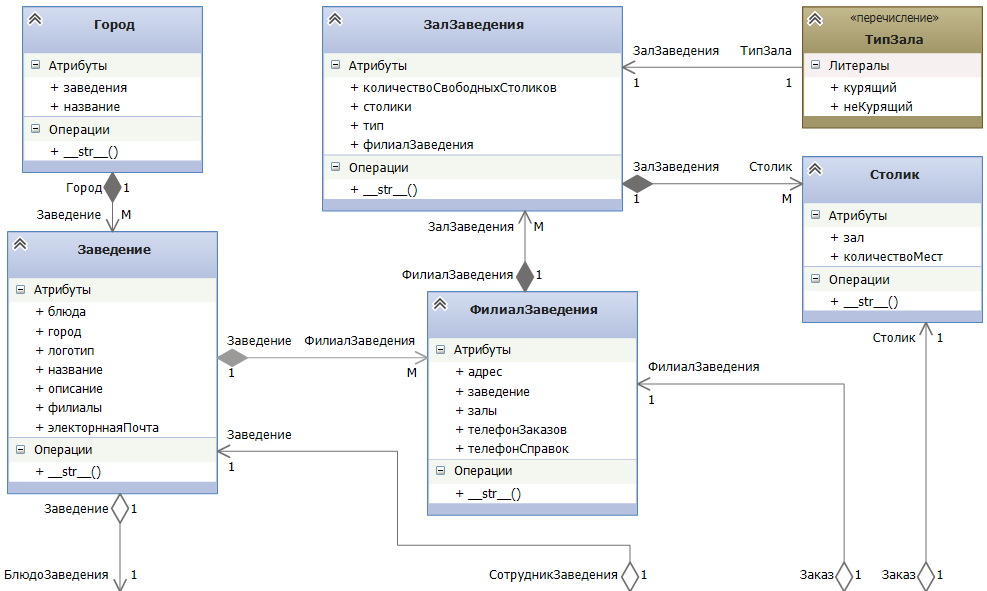 Город
Атрибуты
+ заведения
+ название
Операции
+ __str__()
Город 1
Заведение M
ЗалЗаведения
Атрибуты
+ количествоСвободныхСтоликов
+ столики
+ тип
+ филиалЗаведения
Операции
+ __str__()
ЗалЗаведения ТипЗала
1 1
«перечисление»
ТипЗала
Литералы
+ курящий
+ неКурящий
ЗалЗаведения Столик
1 M
Столик
Атрибуты
+ зал
+ количествоМест
Операции
+ __str__()
Столик 1
ЗалЗаведения M
ФилиалЗаведения 1
Заведение
Атрибуты
+ блюда
+ город
+ логотип
+ название
+ описание
+ филиалы
+ электорннаяПочта
Операции
+ __str__()
Заведение ФилиалЗаведения
1 M
ФилиалЗаведения
Атрибуты
+ адрес
+ заведение
+ залы
+ телефонЗаказов
+ телефонСправок
Операции
+ __str__()
ФилиалЗаведения
1
Заведение
1
Заведение 1
БлюдоЗаведения 1
СотрудникЗаведения 1
Заказ 1
Заказ 1